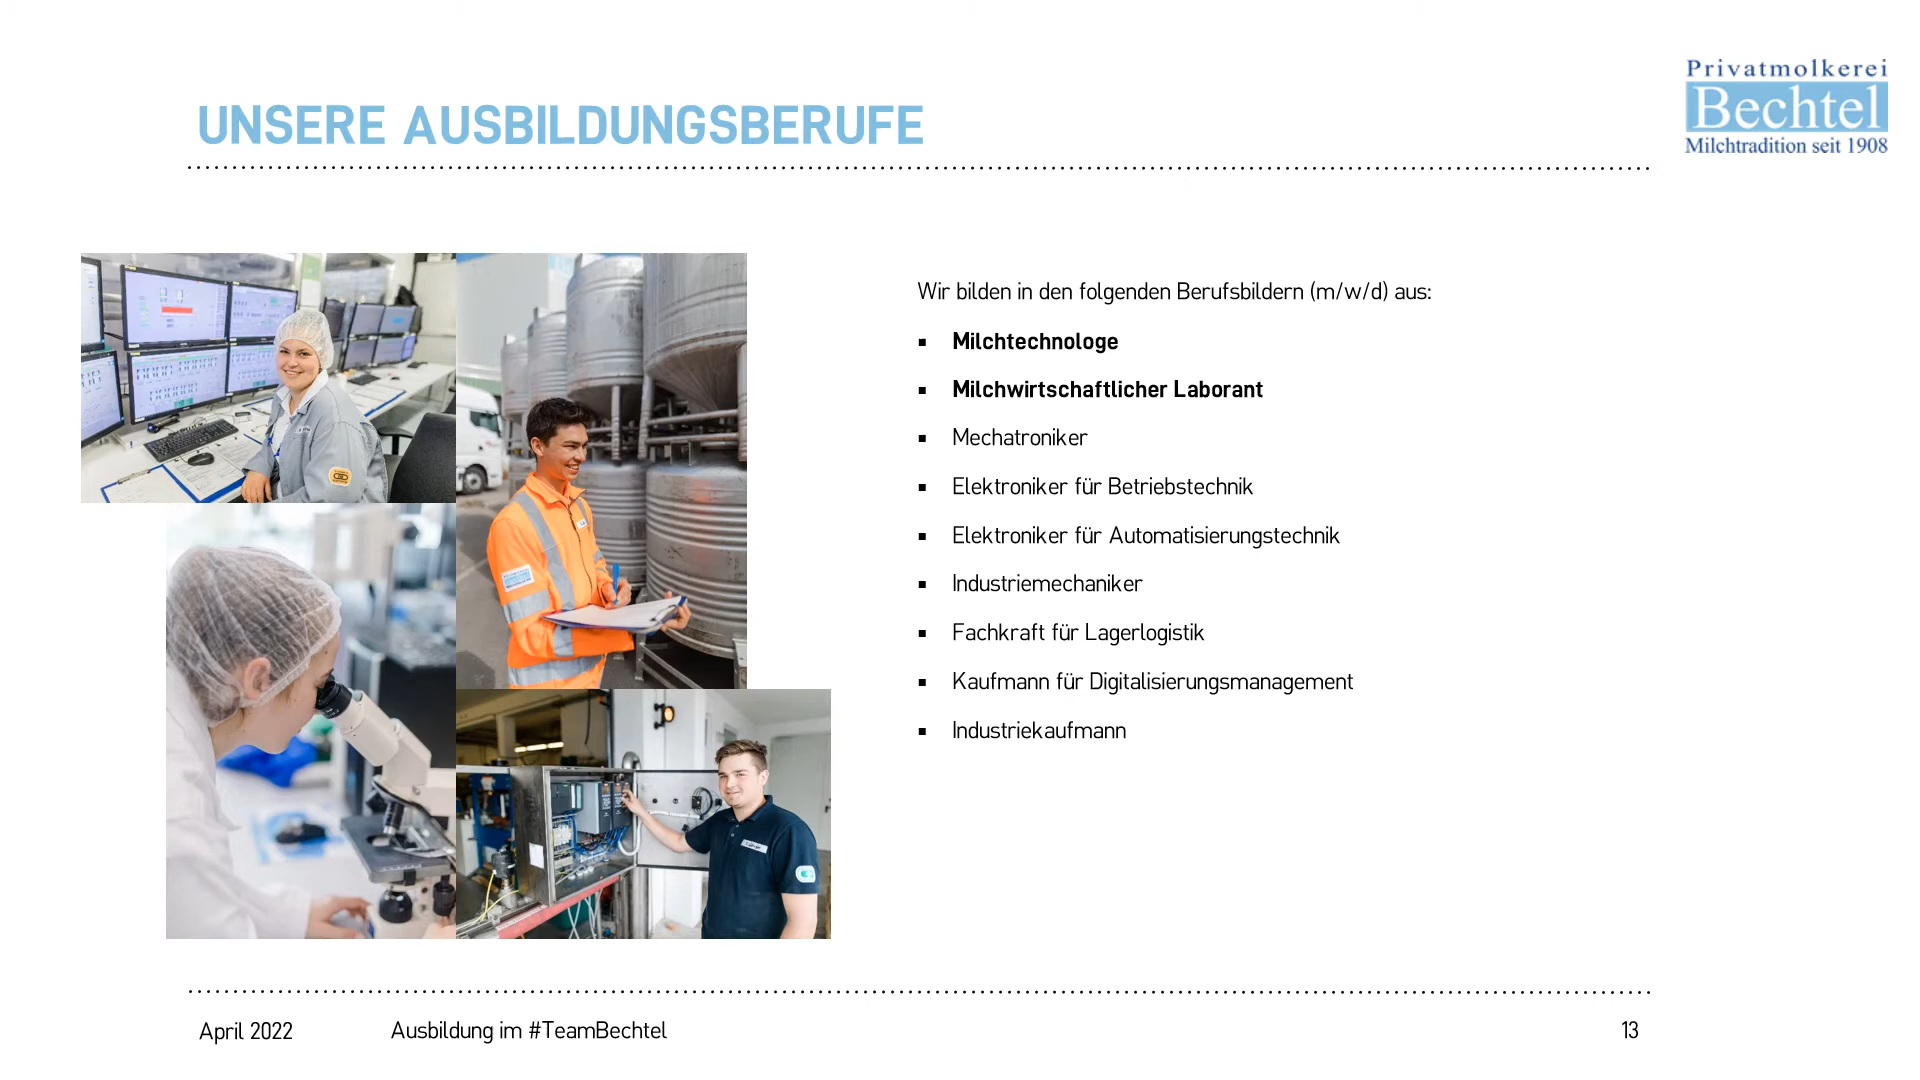 Privatmolkerei
Bechtel
Milchtradition seit 1908
UNSERE AUSBILDUNGSBERUFE
Wir bilden in den folgenden Berufsbildern (m/w/d) aus:
▪ Milchtechnologe
▪ Milchwirtschaftlicher Laborant
▪ Mechatroniker
▪ Elektroniker für Betriebstechnik
▪ Elektroniker für Automatisierungstechnik
▪ Industriemechaniker
▪ Fachkraft für Lagerlogistik
▪ Kaufmann für Digitalisierungsmanagement
▪ Industriekaufmann
April 2022
Ausbildung im #TeamBechtel
13